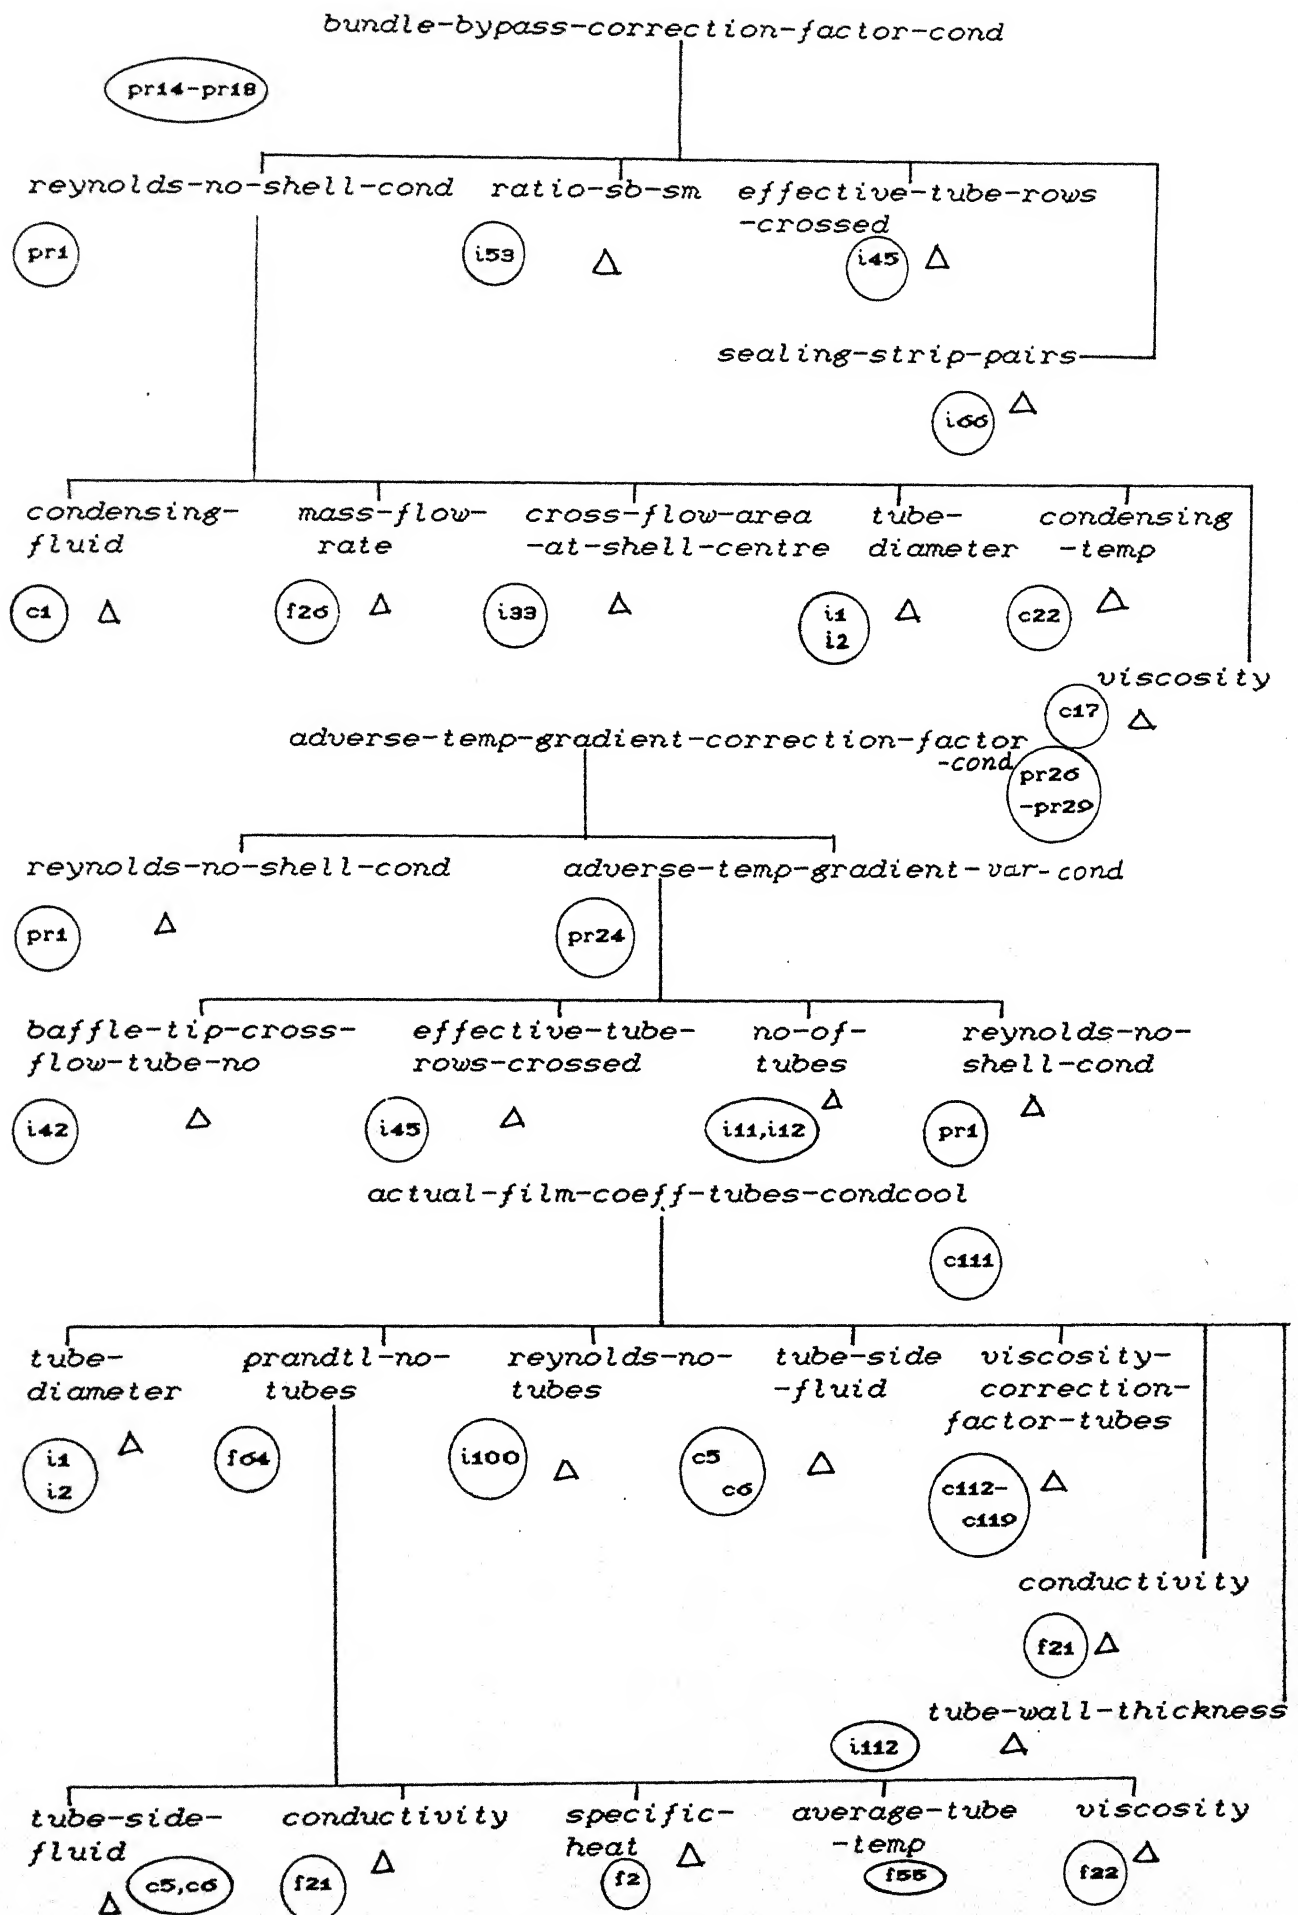 bundle-bypass-correction-factor-cond
pr14-pr18
reynolds-no-shell-cond
ratio-sb-sm
effective-tube-rows
-crossed
pr1
i53
i45
sealing-strip-pairs
i66
condensing-
fluid
mass-flow-
rate
cross-flow-area
-at-shell-centre
tube-
diameter
condensing
-temp
c1
f26
i33
i1
i2
c22
viscosity
c17
adverse-temp-gradient-correction-factor
-cond
pr26
-pr29
reynolds-no-shell-cond
adverse-temp-gradient-var-cond
pr1
pr24
baffle-tip-cross-
flow-tube-no
effective-tube-
rows-crossed
no-of-
tubes
reynolds-no-
shell-cond
i42
i45
i11,i12
pr1
actual-film-coeff-tubes-condcool
c111
tube-
diameter
prandtl-no-
tubes
reynolds-no-
tubes
tube-side
-fluid
viscosity-
correction-
factor-tubes
i1
i2
f64
i100
c5
c6
c112-
c119
conductivity
f21
tube-wall-thickness
i112
tube-side-
fluid
conductivity
specific-
heat
average-tube
-temp
viscosity
c5,c6
f21
f2
f55
f22